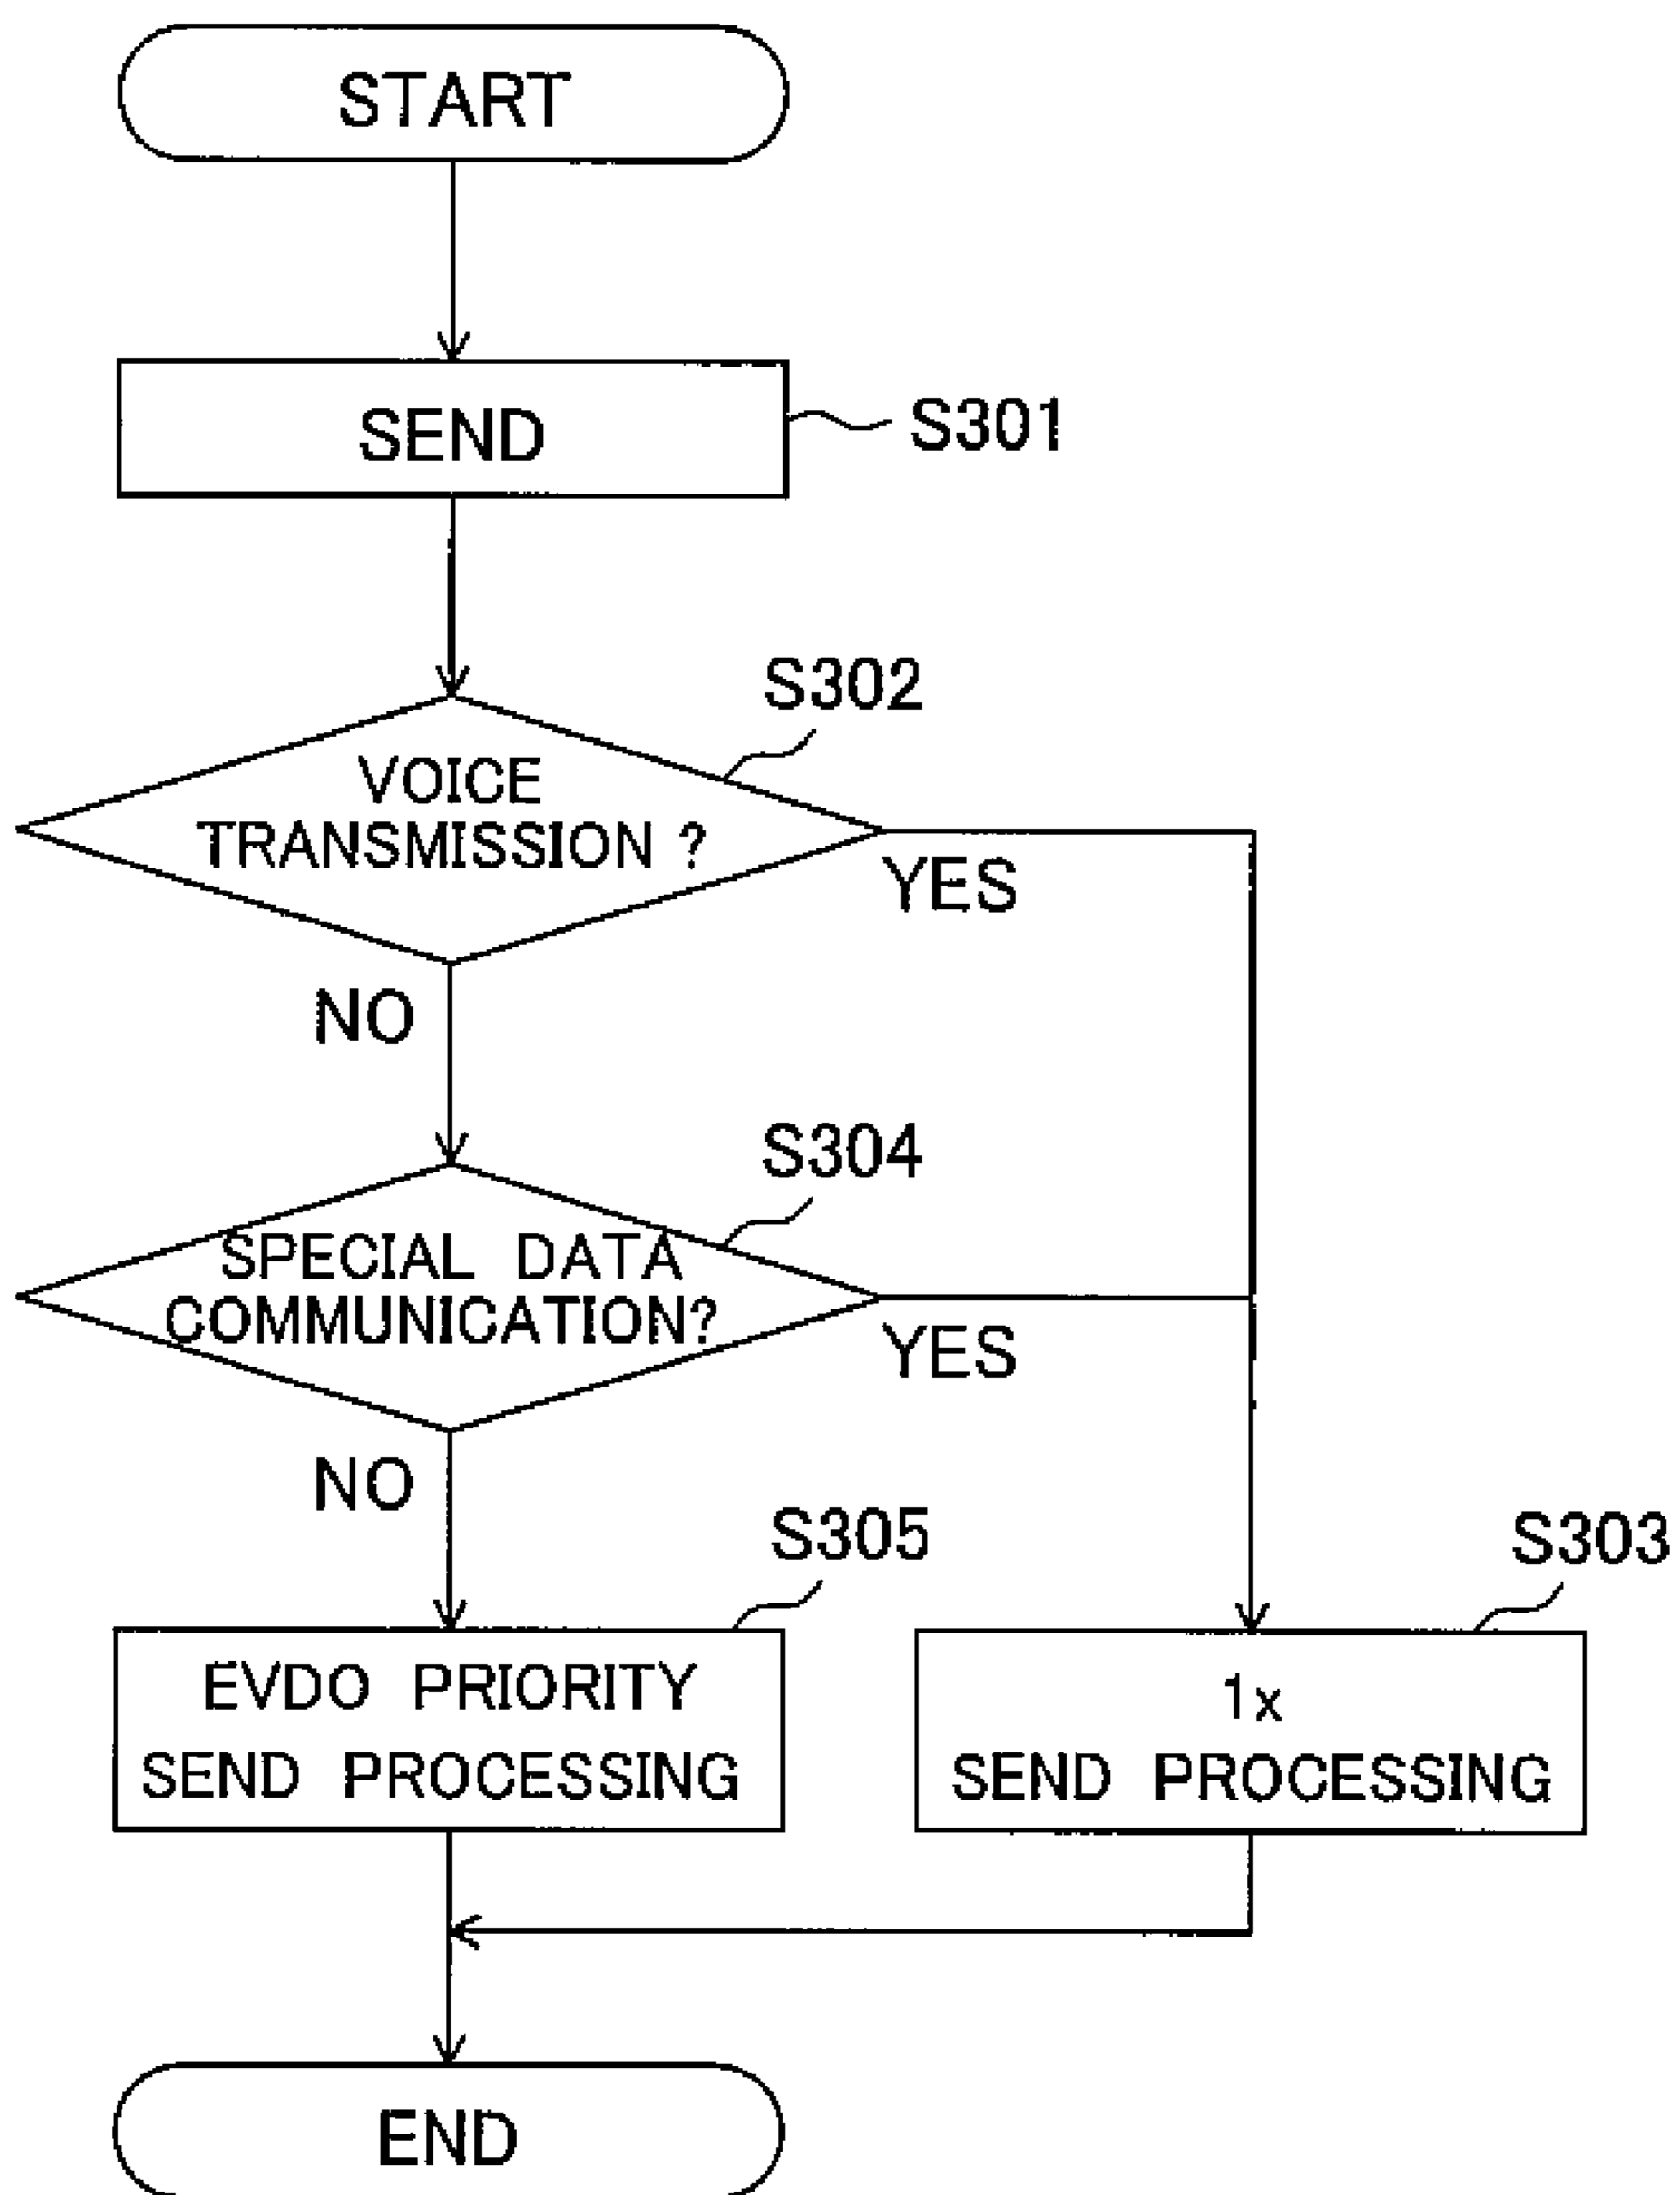 START
SEND
S301
S302
VOICE
TRANSMISSION ?
YES
NO
S304
SPECIAL DATA
COMMUNICATION?
YES
NO
S305
EVDO PRIORITY
SEND PROCESSING
S303
1x
SEND PROCESSING
END